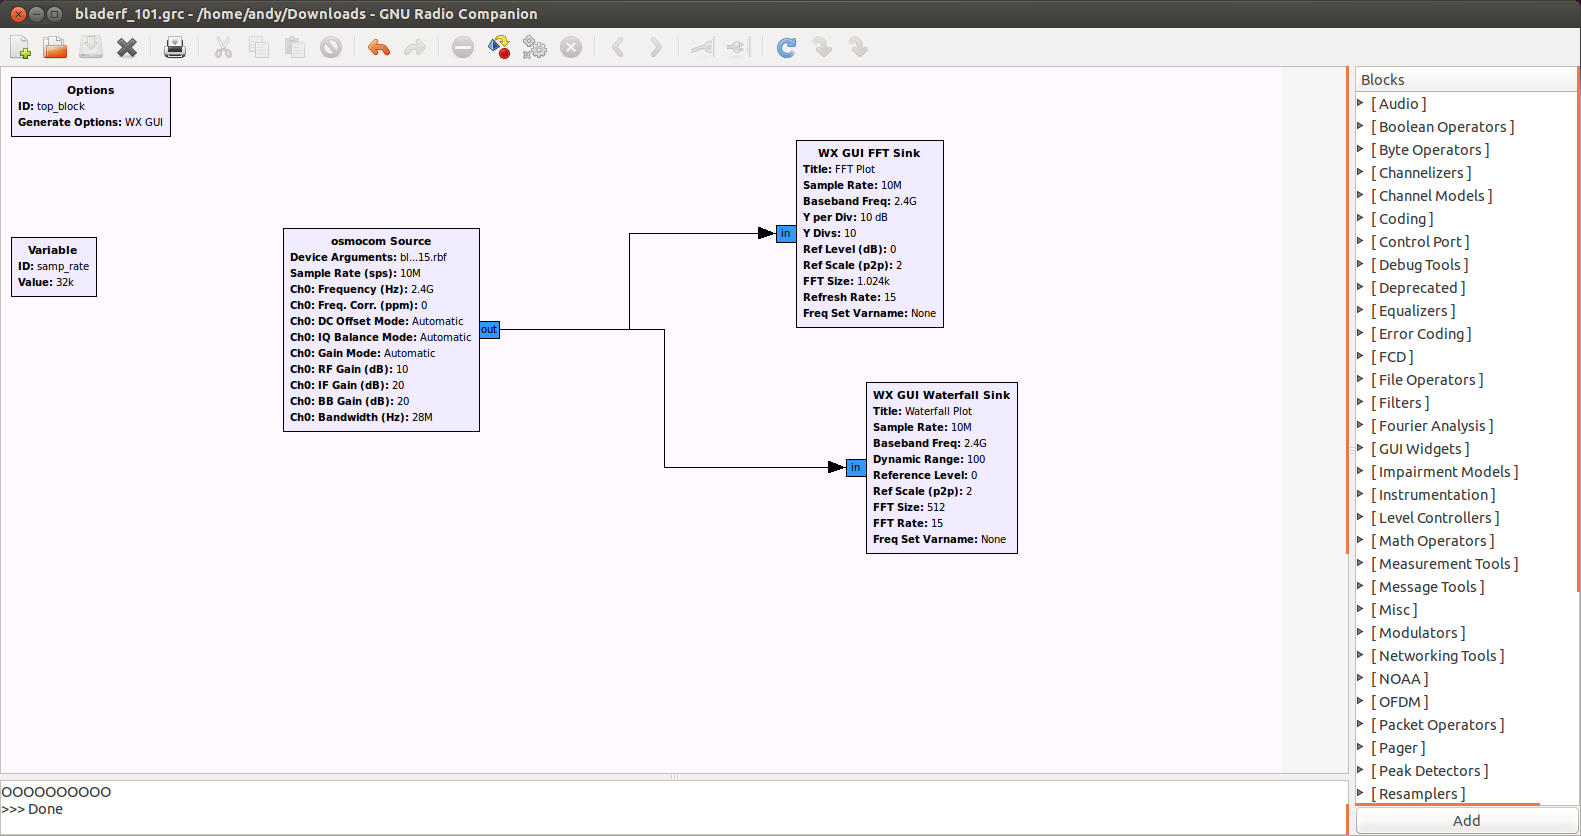 bladerf_101.grc - /home/andy/Downloads - GNU Radio Companion
Options
ID: top_block
Generate Options: WX GUI
Variable
ID: samp_rate
Value: 32k
osmocom Source
Device Arguments: bl...15.rbf
Sample Rate (sps): 10M
Ch0: Frequency (Hz): 2.4G
Ch0: Freq. Corr. (ppm): 0
Ch0: DC Offset Mode: Automatic
Ch0: IQ Balance Mode: Automatic
Ch0: Gain Mode: Automatic
Ch0: RF Gain (dB): 10
Ch0: IF Gain (dB): 20
Ch0: BB Gain (dB): 20
Ch0: Bandwidth (Hz): 28M
out
in
WX GUI FFT Sink
Title: FFT Plot
Sample Rate: 10M
Baseband Freq: 2.4G
Y per Div: 10 dB
Y Divs: 10
Ref Level (dB): 0
Ref Scale (p2p): 2
FFT Size: 1.024k
Refresh Rate: 15
Freq Set Varname: None
in
WX GUI Waterfall Sink
Title: Waterfall Plot
Sample Rate: 10M
Baseband Freq: 2.4G
Dynamic Range: 100
Reference Level: 0
Ref Scale (p2p): 2
FFT Size: 512
FFT Rate: 15
Freq Set Varname: None
Blocks
[ Audio ]
[ Boolean Operators ]
[ Byte Operators ]
[ Channelizers ]
[ Channel Models ]
[ Coding ]
[ Control Port ]
[ Debug Tools ]
[ Deprecated ]
[ Equalizers ]
[ Error Coding ]
[ FCD ]
[ File Operators ]
[ Filters ]
[ Fourier Analysis ]
[ GUI Widgets ]
[ Impairment Models ]
[ Instrumentation ]
[ Level Controllers ]
[ Math Operators ]
[ Measurement Tools ]
[ Message Tools ]
[ Misc ]
[ Modulators ]
[ Networking Tools ]
[ NOAA ]
[ OFDM ]
[ Packet Operators ]
[ Pager ]
[ Peak Detectors ]
[ Resamplers ]
Add
OOOOOOOOOO
>>> Done